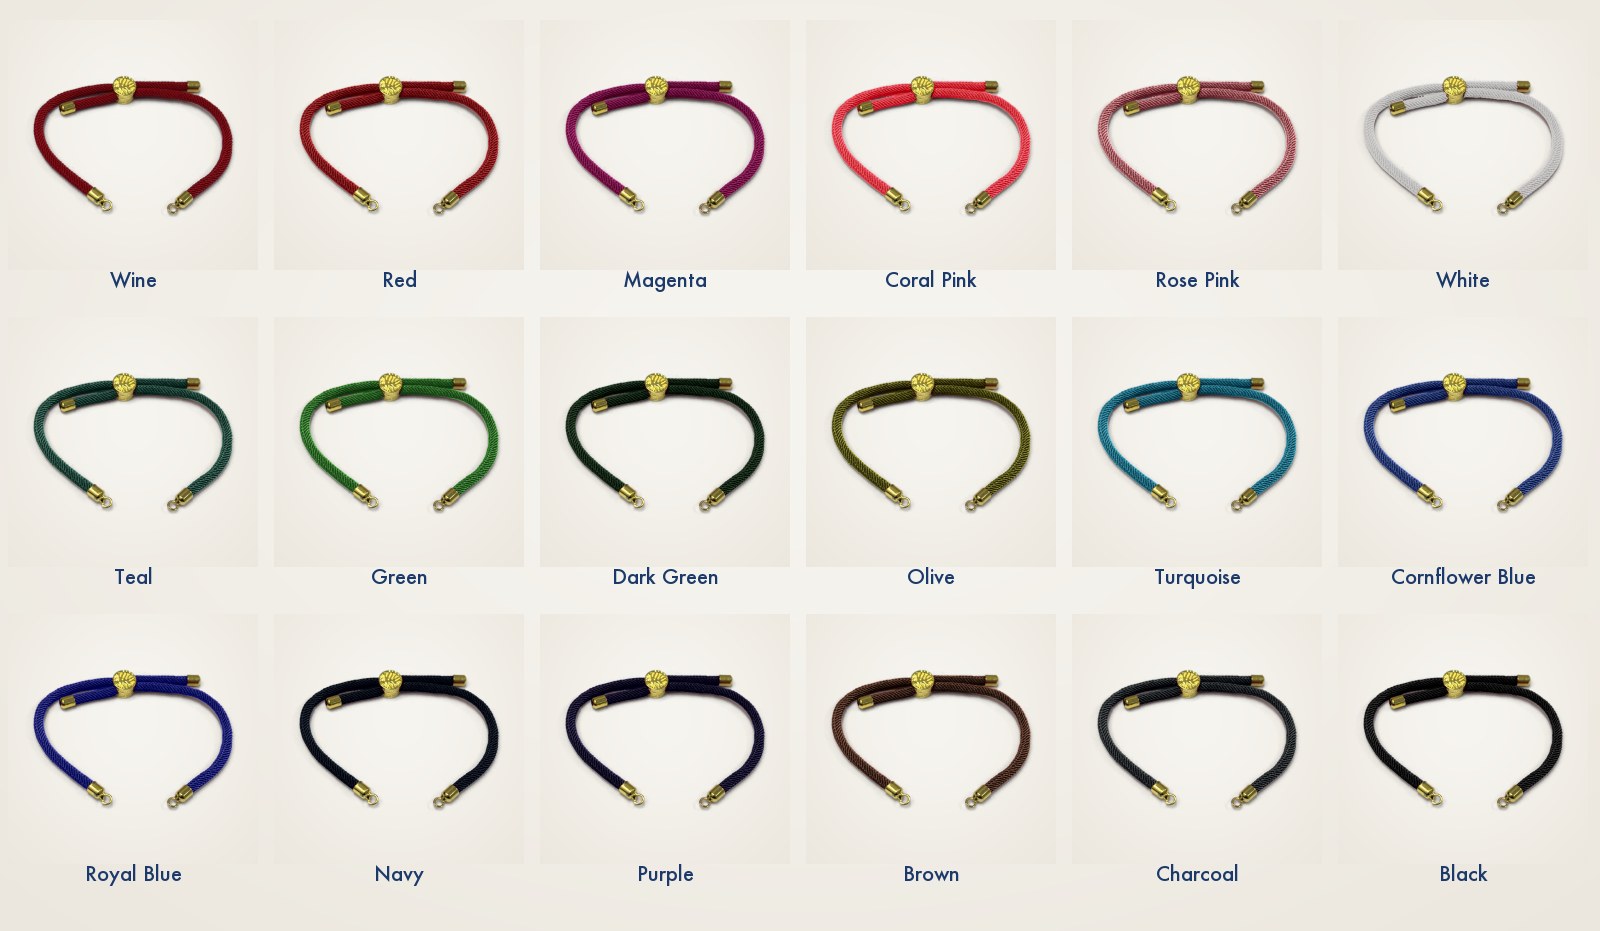 Wine
Red
Magenta
Coral Pink
Rose Pink
White
Teal
Green
Dark Green
Olive
Turquoise
Cornflower Blue
Royal Blue
Navy
Purple
Brown
Charcoal
Black